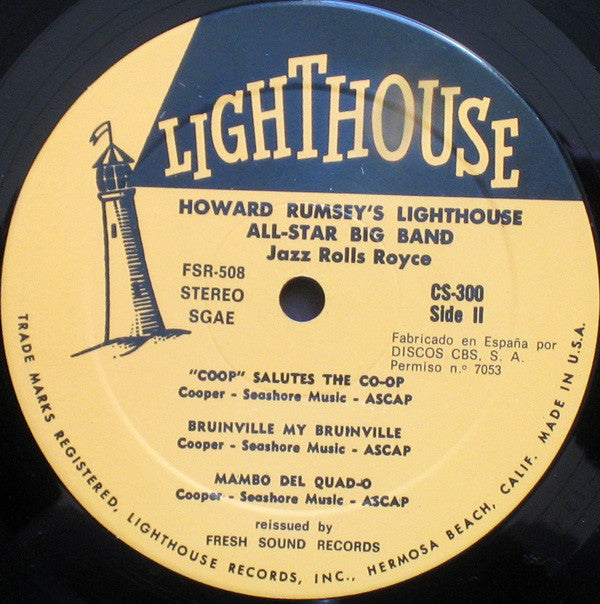 LIGHTHOUSE
HOWARD RUMSEY'S LIGHTHOUSE
ALL-STAR BIG BAND
Jazz Rolls Royce
FSR-508
STEREO
SGAE
CS-300
Side II
Fabricado en España por
DISCOS CBS, S. A.
Permiso n.º 7053
"COOP" SALUTES THE CO-OP
Cooper - Seashore Music - ASCAP
BRUINVILLE MY BRUINVILLE
Cooper - Seashore Music - ASCAP
MAMBO DEL QUAD-O
Cooper - Seashore Music - ASCAP
reissued by
FRESH SOUND RECORDS
TRADE MARKS REGISTERED, LIGHTHOUSE RECORDS, INC., HERMOSA BEACH, CALIF. MADE IN U.S.A.